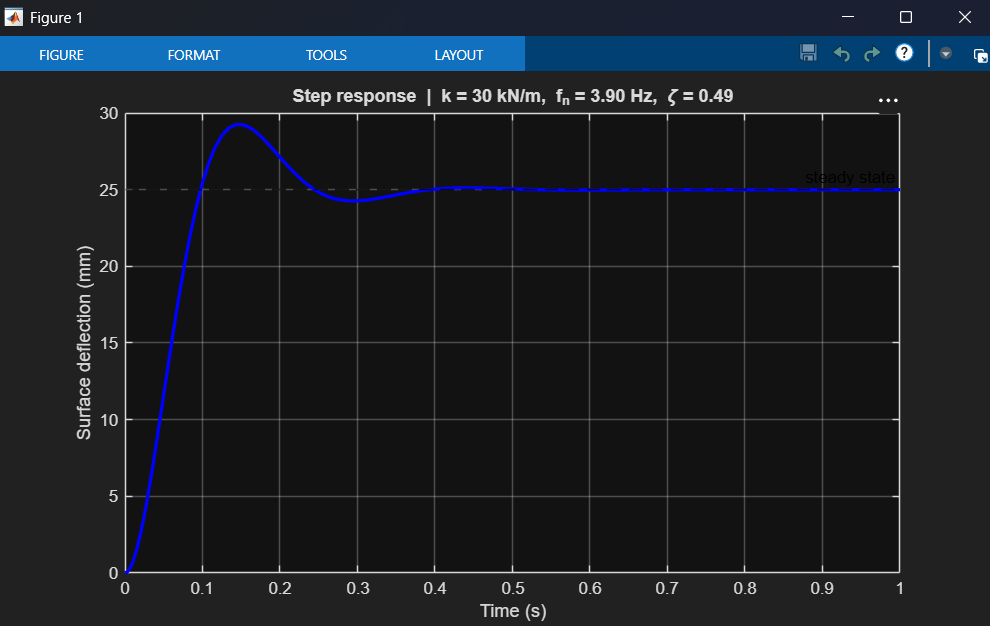 Figure 1
FIGURE FORMAT TOOLS LAYOUT
?
Step response | k = 30 kN/m, fₙ = 3.90 Hz, ζ = 0.49
30
25
20
15
10
5
0
Surface deflection (mm)
steady state
0 0.1 0.2 0.3 0.4 0.5 0.6 0.7 0.8 0.9 1
Time (s)